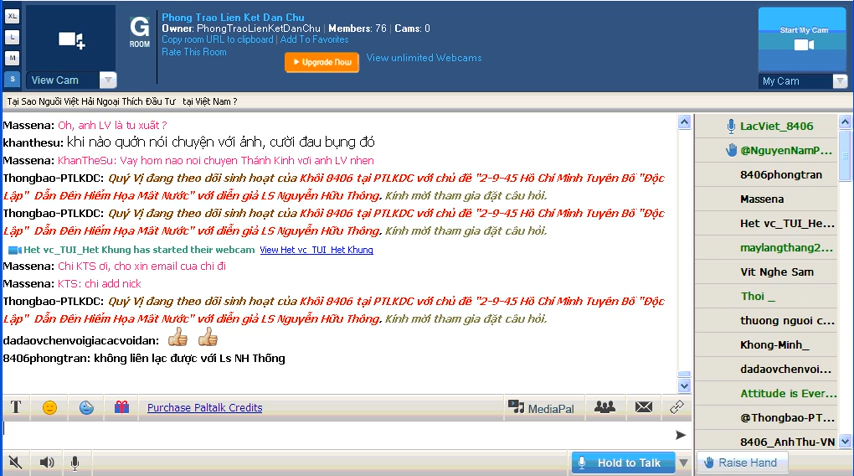 XL
L
M
S
View Cam
G
ROOM
Phong Trao Lien Ket Dan Chu
Owner: PhongTraoLienKetDanChu | Members: 76 | Cams: 0
Copy room URL to clipboard | Add To Favorites
Rate This Room
Upgrade Now
View unlimited Webcams
Start My Cam
My Cam
Tại Sao Người Việt Hải Ngoại Thích Đầu Tư tại Việt Nam ?
Massena: Oh, anh LV là tu xuất ?
khanthesu: khi nào quởn nói chuyện với ảnh, cười đau bụng đó
Massena: KhanTheSu: Vay hom nao noi chuyen Thánh Kinh vơi anh LV nhen
Thongbao-PTLKDC: Quý Vị đang theo dõi sinh hoạt của Khối 8406 tại PTLKDC với chủ đề "2-9-45 Hồ Chí Minh Tuyên Bố "Độc
Lập" Dẫn Đến Hiểm Họa Mất Nước" với diễn giả LS Nguyễn Hữu Thống. Kính mời tham gia đặt câu hỏi.
Thongbao-PTLKDC: Quý Vị đang theo dõi sinh hoạt của Khối 8406 tại PTLKDC với chủ đề "2-9-45 Hồ Chí Minh Tuyên Bố "Độc
Lập" Dẫn Đến Hiểm Họa Mất Nước" với diễn giả LS Nguyễn Hữu Thống. Kính mời tham gia đặt câu hỏi.
Het vc_TUI_Het Khung has started their webcam View Het vc_TUI_Het Khung
Massena: Chi KTS ơi, cho xin email cua chi đi
Massena: KTS: chi add nick
Thongbao-PTLKDC: Quý Vị đang theo dõi sinh hoạt của Khối 8406 tại PTLKDC với chủ đề "2-9-45 Hồ Chí Minh Tuyên Bố "Độc
Lập" Dẫn Đến Hiểm Họa Mất Nước" với diễn giả LS Nguyễn Hữu Thống. Kính mời tham gia đặt câu hỏi.
dadaovchenvoigiacacvoidan:
8406phongtran: không liên lạc được với Ls NH Thống
LacViet_8406
@NguyenNamP...
8406phongtran
Massena
Het vc_TUI_He...
maylangthang2...
Vit Nghe Sam
Thoi _
thuong nguoi c...
Khong-Minh_
dadaovchenvoi...
Attitude is Ever...
@Thongbao-PT...
8406_AnhThu-VN
T
Purchase Paltalk Credits
MediaPal
Hold to Talk
Raise Hand